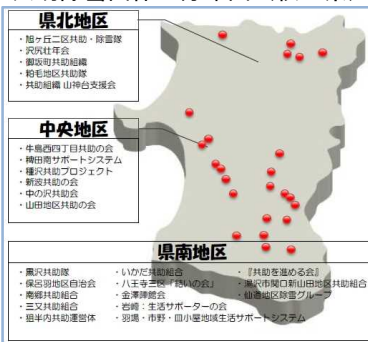 県北地区
・旭ヶ丘二区共助・除雪隊
・沢尻壮年会
・御坂町共助組織
・粕毛地区共助隊
・共助組織 山神台支援会
中央地区
・牛島西四丁目共助の会
・稗田南サポートシステム
・種沢共助プロジェクト
・新波共助の会
・中の沢共助会
・山田地区共助の会
県南地区
・黒沢共助隊
・保呂羽地区自治会
・南郷共助組合
・三又共助組合
・狙半内共助運営体
・いかだ共助組合
・八王寺三区「結いの会」
・金澤陣館会
・岩崎：生活サポーターの会
・羽場・市野・皿小屋地域生活サポートシステム
・『共助を進める会』
・湯沢市関口新山田地区共助組合
・仙道地区除雪グループ